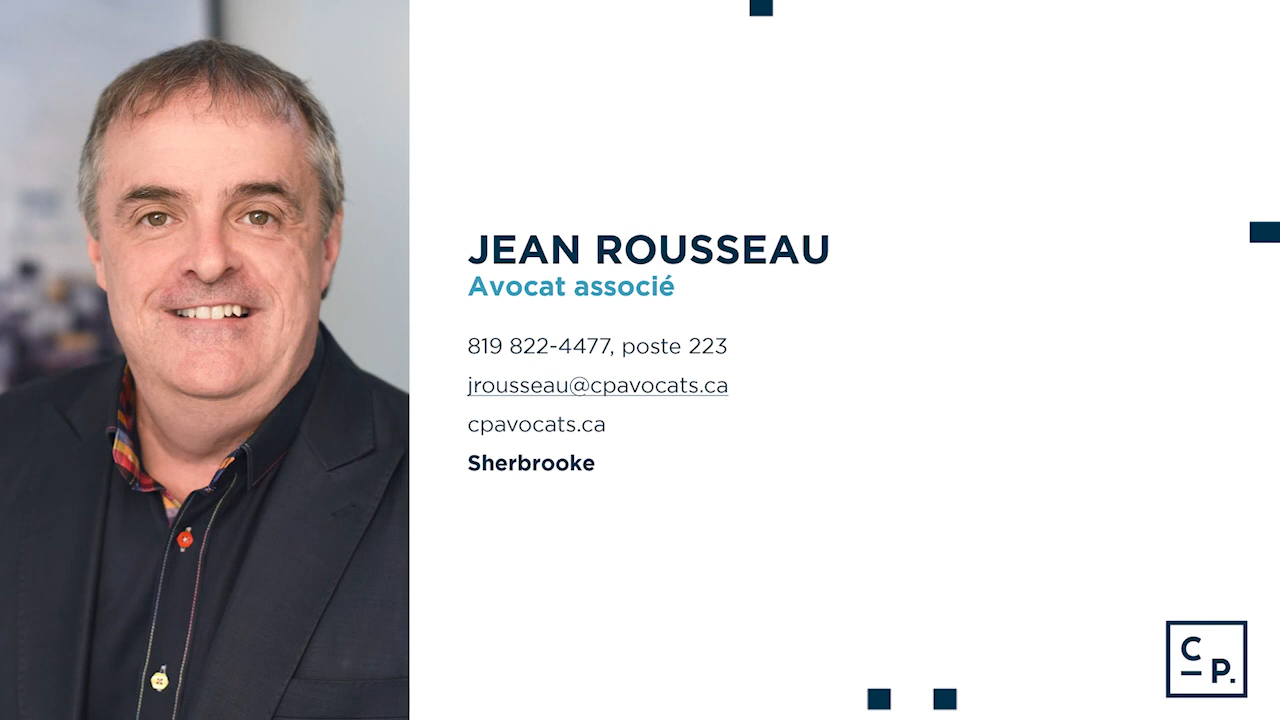 JEAN ROUSSEAU
Avocat associé
819 822-4477, poste 223
jrousseau@cpavocats.ca
cpavocats.ca
Sherbrooke
C
P.